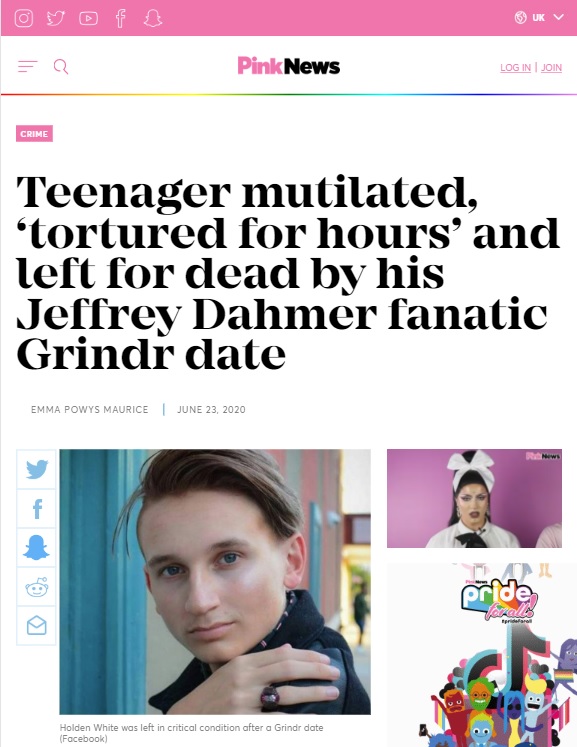 UK
PinkNews
LOG IN | JOIN
CRIME
Teenager mutilated,
‘tortured for hours’ and
left for dead by his
Jeffrey Dahmer fanatic
Grindr date
EMMA POWYS MAURICE | JUNE 23, 2020
PinkNews
PinkNews
pride
for all!
#prideforall
Holden White was left in critical condition after a Grindr date
(Facebook)